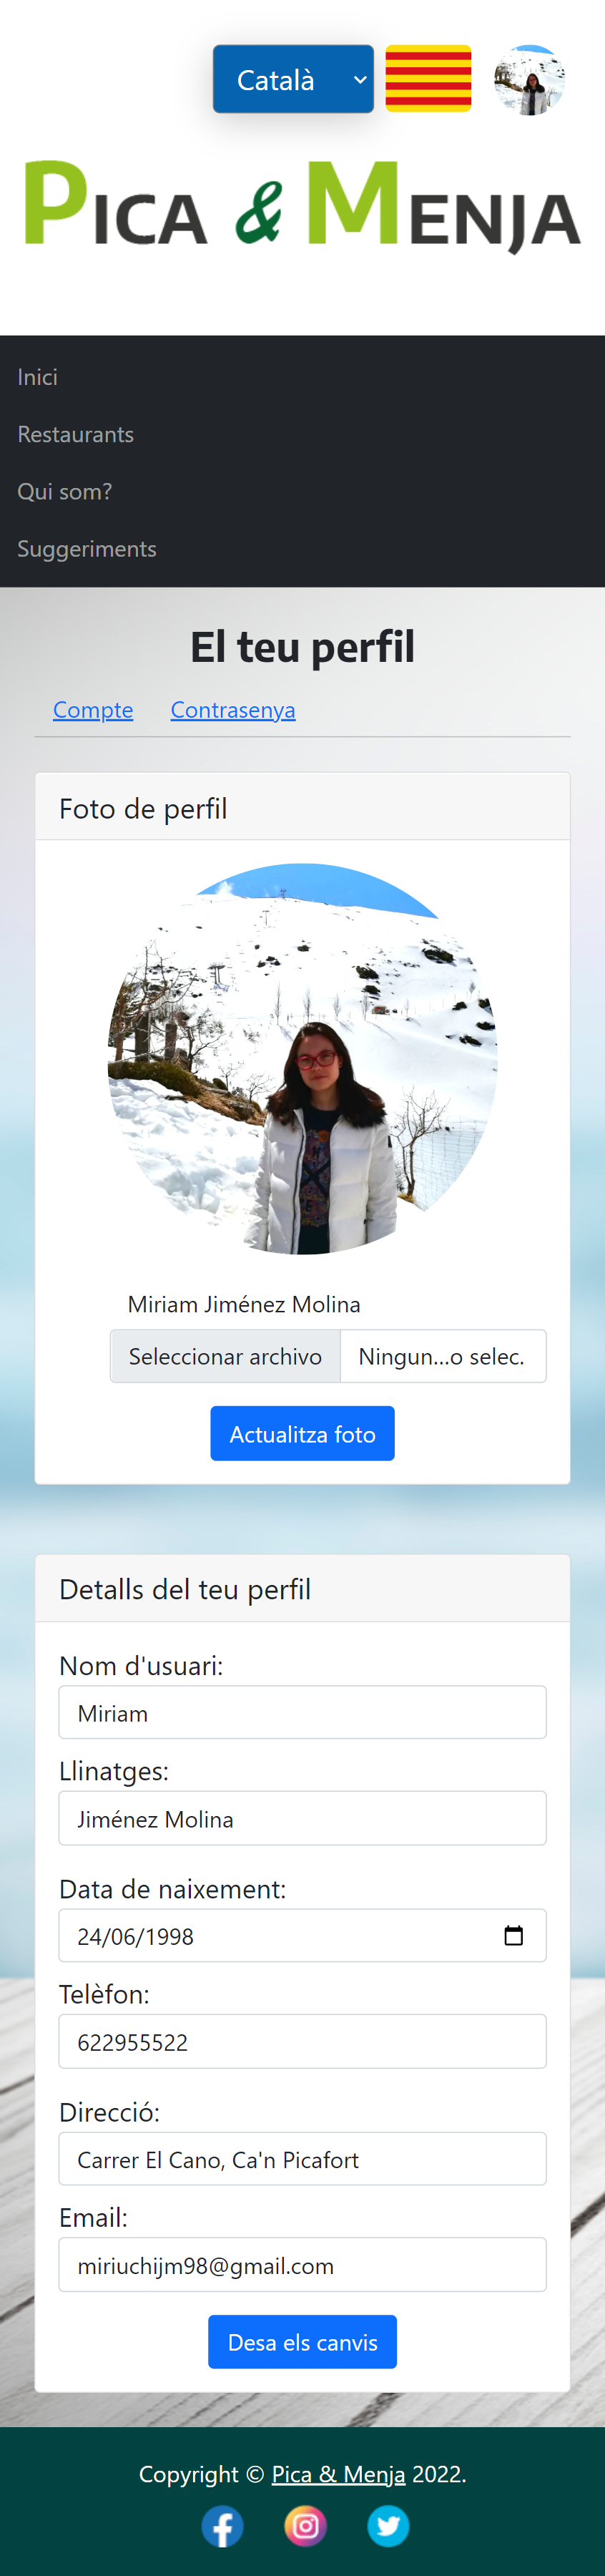 Català
Pica & Menja
Inici
Restaurants
Qui som?
Suggeriments
El teu perfil
Compte Contrasenya
Foto de perfil
Miriam Jiménez Molina
Seleccionar archivo Ningun...o selec.
Actualitza foto
Detalls del teu perfil
Nom d'usuari:
Miriam
Llinatges:
Jiménez Molina
Data de naixement:
24/06/1998
Telèfon:
622955522
Direcció:
Carrer El Cano, Ca'n Picafort
Email:
miriuchijm98@gmail.com
Desa els canvis
Copyright © Pica & Menja 2022.